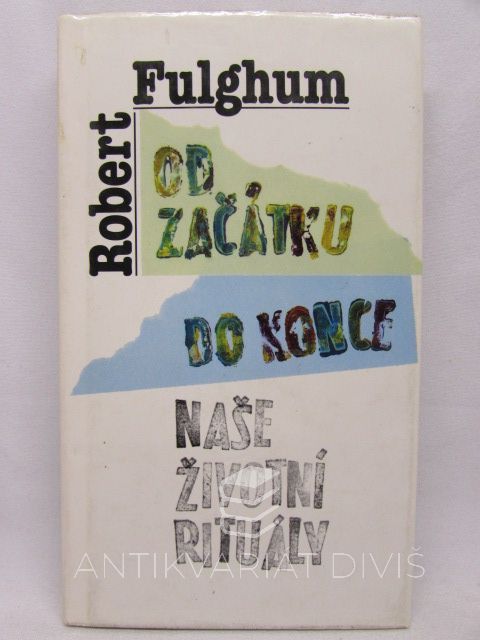 Robert
Fulghum
OD
ZAČÁTKU
DO KONCE
NAŠE
ŽIVOTNÍ
RITUÁLY
ANTIKVARIÁT DIVIŠ